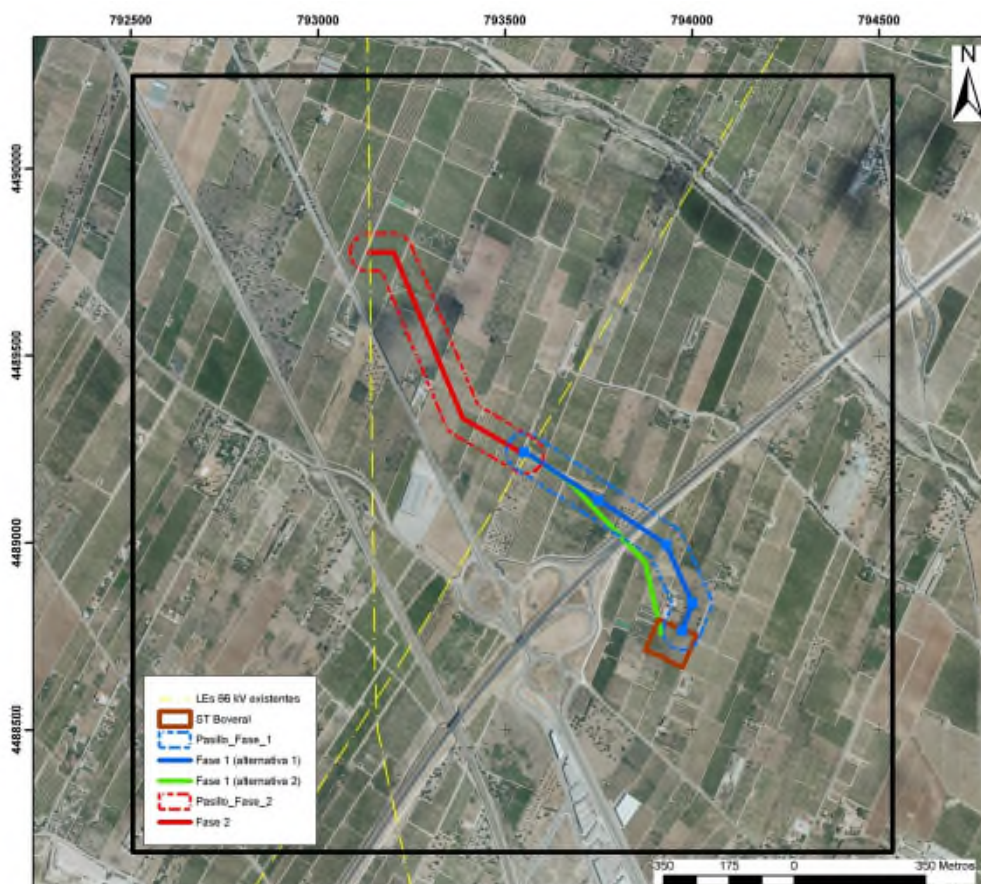 792500 793000 793500 794000 794500
N
4490000
4489500
4489000
4488500
LEs 66 kV existentes
ST Boveral
Pasillo_Fase_1
Fase 1 (alternativa 1)
Fase 1 (alternativa 2)
Pasillo_Fase_2
Fase 2
350 175 0 350 Metros